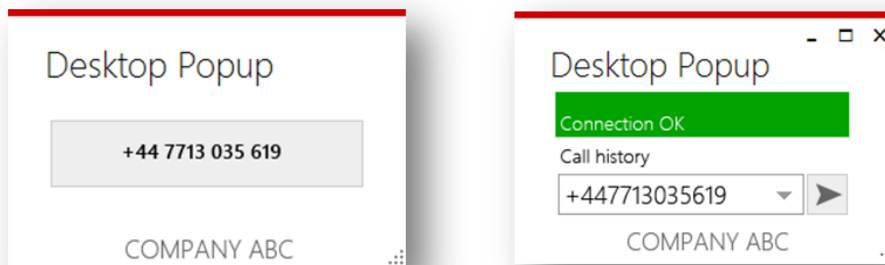 Desktop Popup
+44 7713 035 619
COMPANY ABC
Desktop Popup
Connection OK
Call history
+447713035619
COMPANY ABC